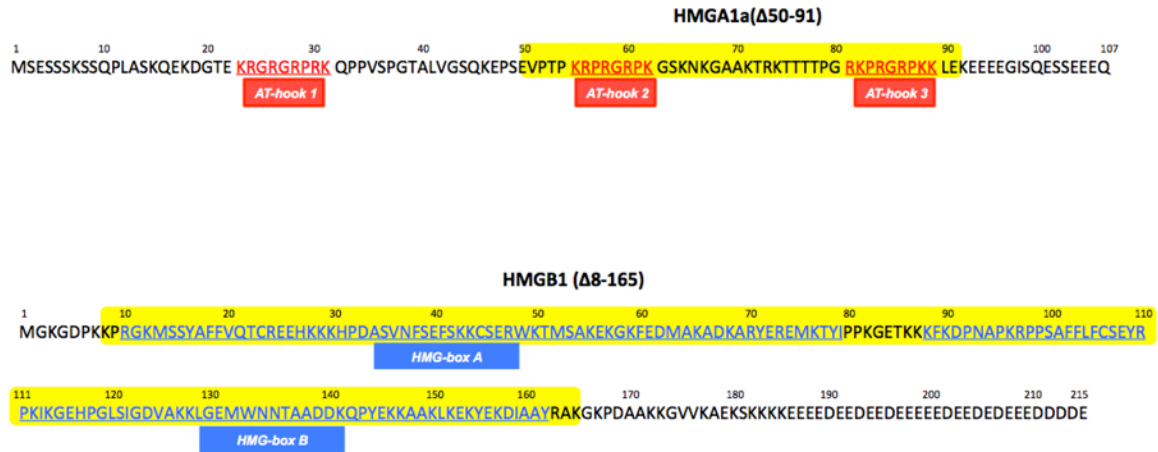 HMGA1a(Δ50-91)
1 10 20 30 40 50 60 70 80 90 100 107
MSESSSKSSQPLASKQEKDGTE KRGRGRPRK QPPVSPGTALVGSQKEPSEVPTP KRPRGRPK GSKNKGAAKTRKTTTTPG RKPRGRPKK LEKEEEEGISQESSEEEQ
AT-hook 1 AT-hook 2 AT-hook 3
HMGB1 (Δ8-165)
1 10 20 30 40 50 60 70 80 90 100 110
MGKGDPKKPRGKMSSYAFFVQTCREEHKKKHPDASVNFSEFSKKCSERWKTMSAKEKGKFEDMAKADKARYEREMKTYIPPKGETKKKFKDPNAPKRPPSAFFLFCSEYR
HMG-box A
111 120 130 140 150 160 170 180 190 200 210 215
PKIKGEHPGLSIGDVAKKLGEMWNNTAADDKQPYEKKAAKLKEKYEKDIAAYRAKGKPDAAKKGVVKAEKSKKKKEEEEDEEDEEDEEEEEDEEDEDEEEDDDDE
HMG-box B